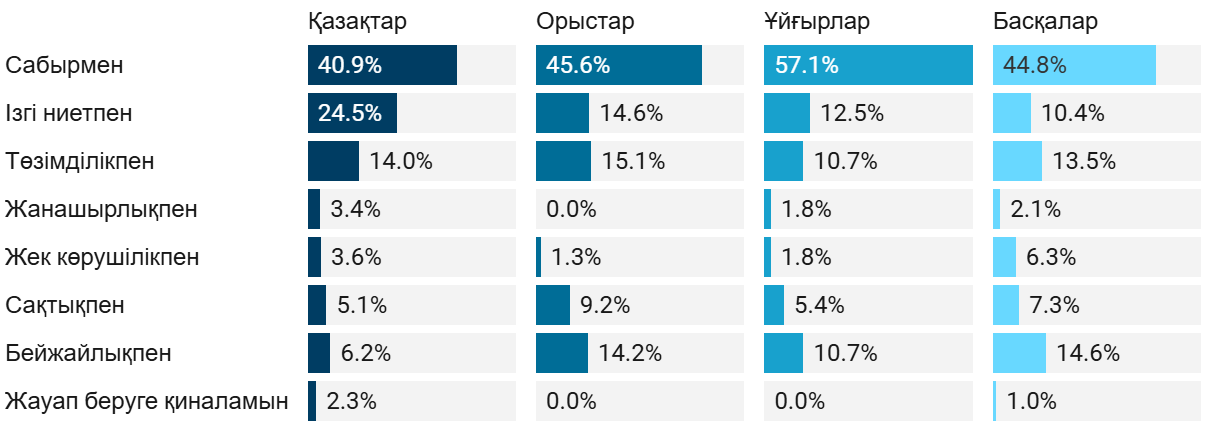 Қазақтар Орыстар Ұйғырлар Басқалар
Сабырмен 40.9% 45.6% 57.1% 44.8%
Ізгі ниетпен 24.5% 14.6% 12.5% 10.4%
Төзімділікпен 14.0% 15.1% 10.7% 13.5%
Жанашырлықпен 3.4% 0.0% 1.8% 2.1%
Жек көрушілікпен 3.6% 1.3% 1.8% 6.3%
Сақтықпен 5.1% 9.2% 5.4% 7.3%
Бейжайлықпен 6.2% 14.2% 10.7% 14.6%
Жауап беруге қиналамын 2.3% 0.0% 0.0% 1.0%